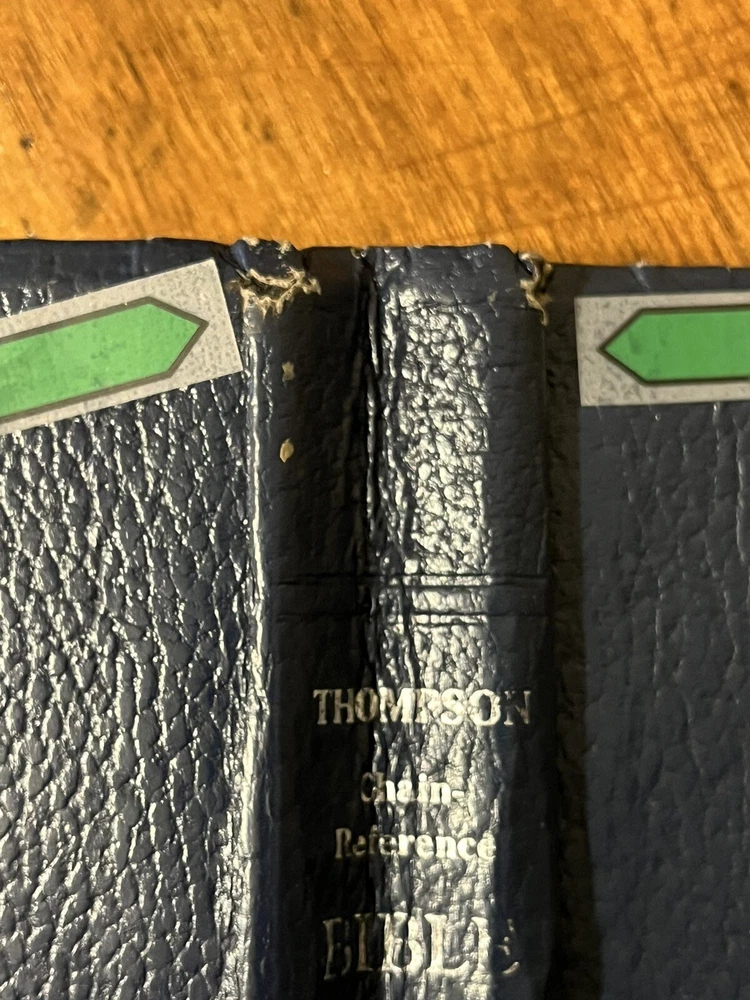 THOMPSON
Chain-
Reference
BIBLE